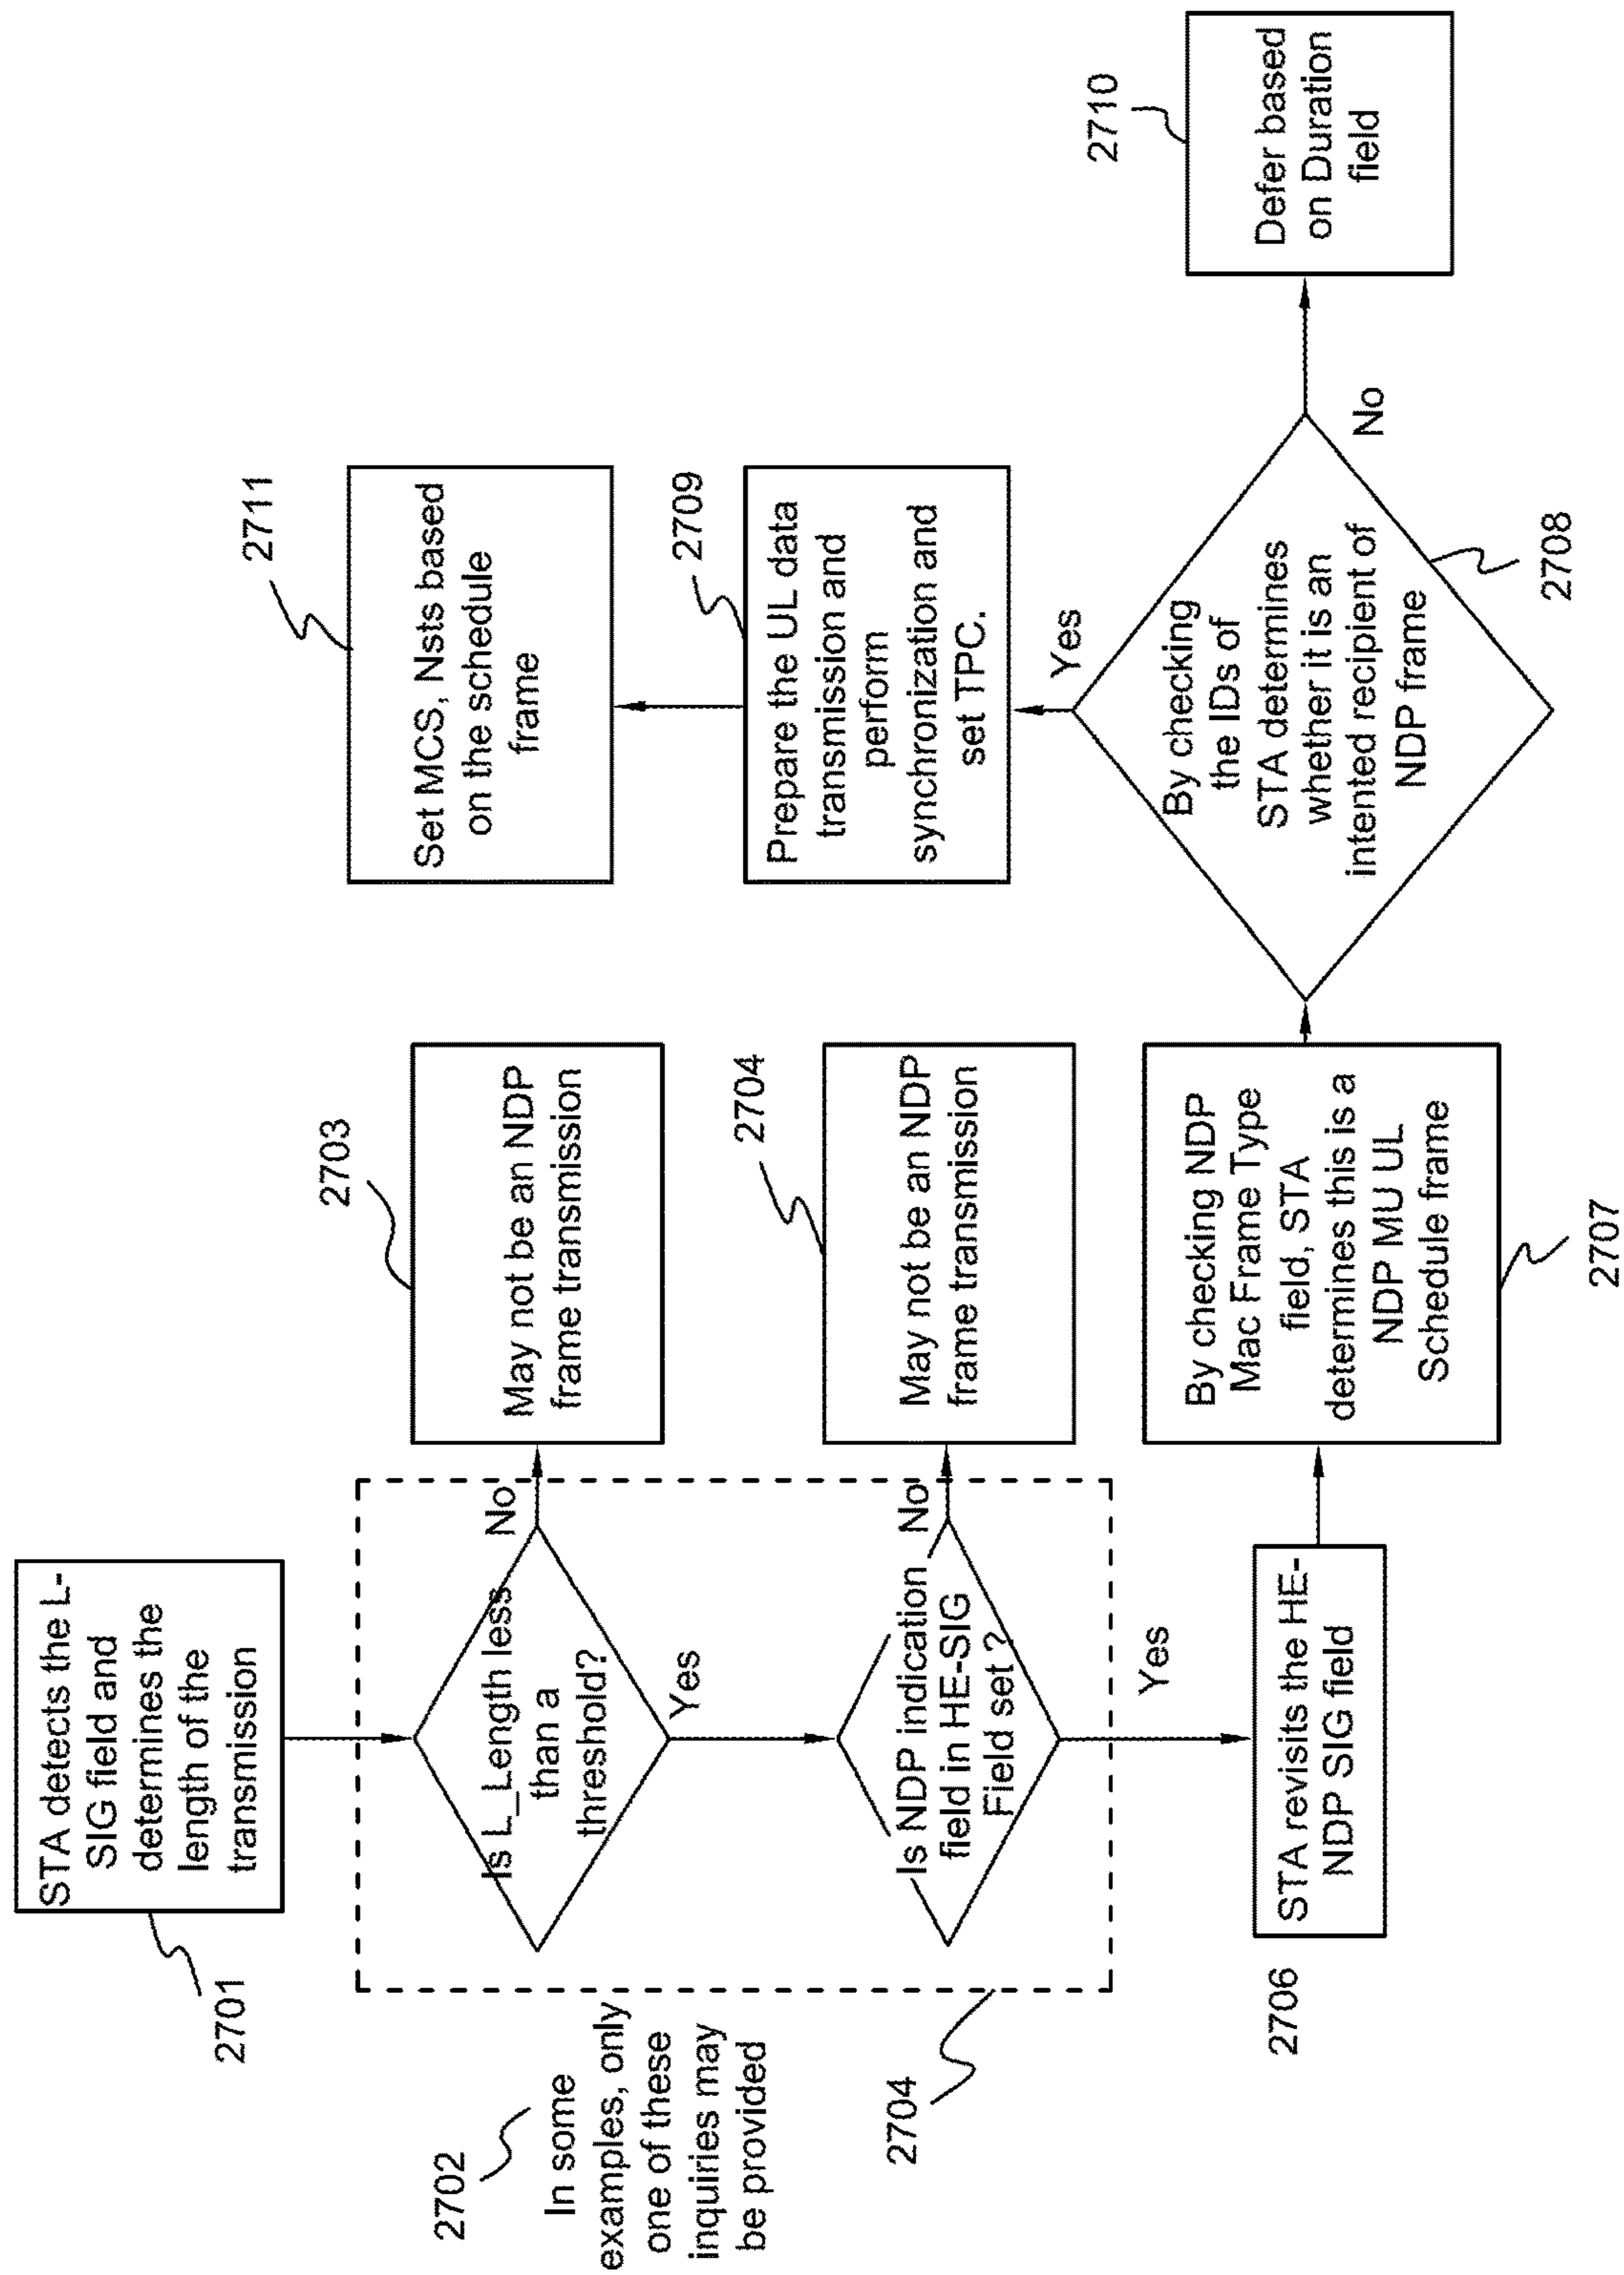 STA detects the L-
SIG field and
determines the
length of the
transmission
2701
2702
In some
examples, only
one of these
inquiries may
be provided
Is L_Length less
than a
threshold?
No
Yes
May not be an NDP
frame transmission
2703
Is NDP indication
field in HE-SIG
Field set ?
No
Yes
2704
May not be an NDP
frame transmission
2704
STA revisits the HE-
NDP SIG field
2706
By checking NDP
Mac Frame Type
field, STA
determines this is a
NDP MU UL
Schedule frame
2707
By checking
the IDs of
STA determines
whether it is an
intented recipient of
NDP frame
2708
Yes
No
Prepare the UL data
transmission and
perform
synchronization and
set TPC.
2709
Set MCS, Nsts based
on the schedule
frame
2711
Defer based
on Duration
field
2710